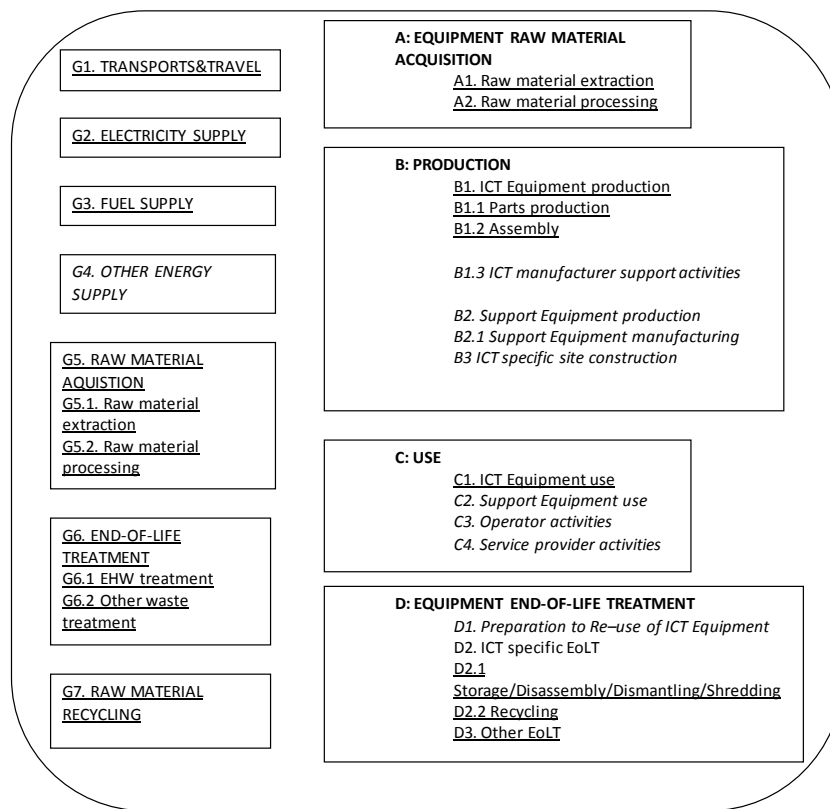 G1. TRANSPORTS&TRAVEL
G2. ELECTRICITY SUPPLY
G3. FUEL SUPPLY
G4. OTHER ENERGY
SUPPLY
G5. RAW MATERIAL
AQUISTION
G5.1. Raw material
extraction
G5.2. Raw material
processing
G6. END-OF-LIFE
TREATMENT
G6.1 EHW treatment
G6.2 Other waste
treatment
G7. RAW MATERIAL
RECYCLING
A: EQUIPMENT RAW MATERIAL
ACQUISITION
A1. Raw material extraction
A2. Raw material processing
B: PRODUCTION
B1. ICT Equipment production
B1.1 Parts production
B1.2 Assembly
B1.3 ICT manufacturer support activities
B2. Support Equipment production
B2.1 Support Equipment manufacturing
B3 ICT specific site construction
C: USE
C1. ICT Equipment use
C2. Support Equipment use
C3. Operator activities
C4. Service provider activities
D: EQUIPMENT END-OF-LIFE TREATMENT
D1. Preparation to Re–use of ICT Equipment
D2. ICT specific EoLT
D2.1
Storage/Disassembly/Dismantling/Shredding
D2.2 Recycling
D3. Other EoLT